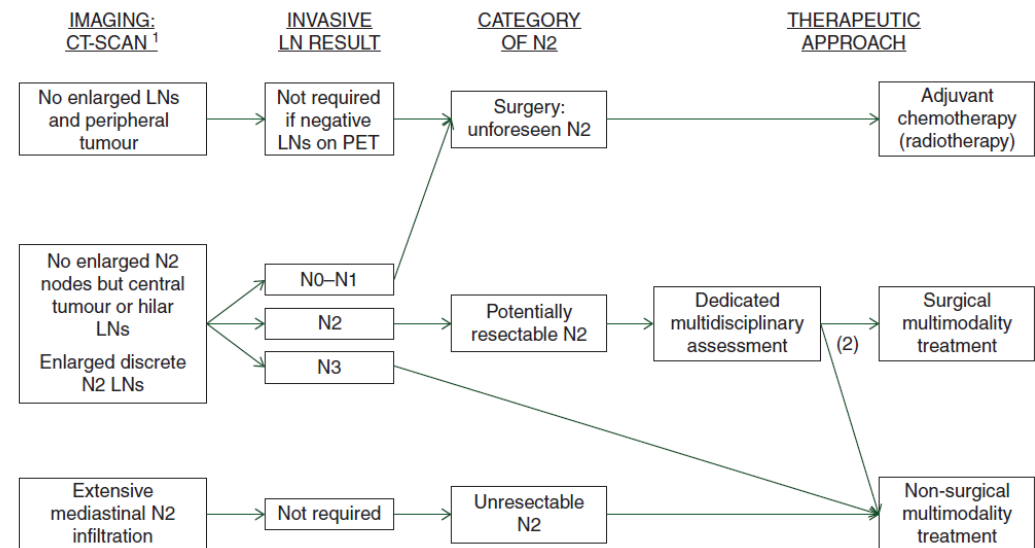 IMAGING:
CT-SCAN 1
INVASIVE
LN RESULT
CATEGORY
OF N2
THERAPEUTIC
APPROACH
No enlarged LNs
and peripheral
tumour
Not required
if negative
LNs on PET
Surgery:
unforeseen N2
Adjuvant
chemotherapy
(radiotherapy)
No enlarged N2
nodes but central
tumour or hilar
LNs
Enlarged discrete
N2 LNs
N0–N1
N2
N3
Potentially
resectable N2
Dedicated
multidisciplinary
assessment
(2)
Surgical
multimodality
treatment
Extensive
mediastinal N2
infiltration
Not required
Unresectable
N2
Non-surgical
multimodality
treatment